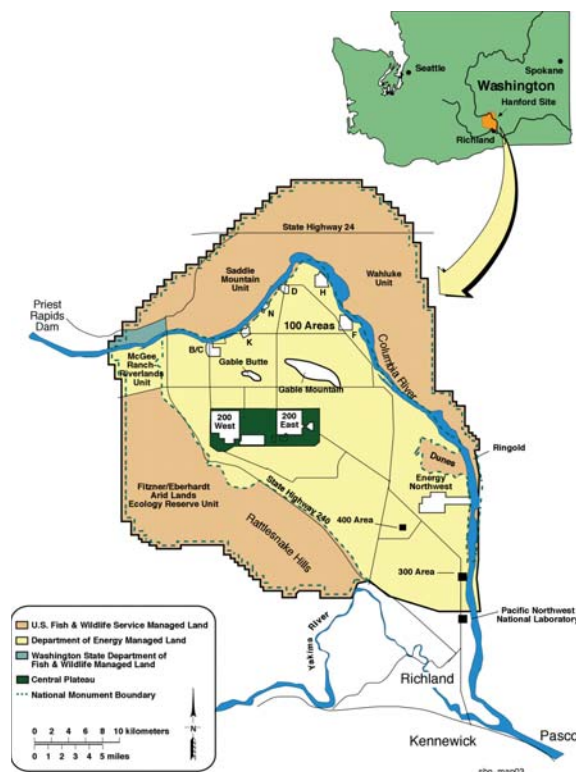 Seattle
Spokane
Washington
Hanford Site
Richland
State Highway 24
Saddle
Mountain
Unit
Wahluke
Unit
Priest
Rapids
Dam
D
H
N
100 Areas
K
F
B/C
McGee
Ranch-
Riverlands
Unit
Gable Butte
Gable Mountain
Columbia River
200
West
200
East
Ringold
Dunes
Energy
Northwest
Fitzner/Eberhardt
Arid Lands
Ecology Reserve Unit
State Highway 240
400 Area
Rattlesnake Hills
300 Area
Pacific Northwest
National Laboratory
U.S. Fish & Wildlife Service Managed Land
Department of Energy Managed Land
Washington State Department of
Fish & Wildlife Managed Land
Central Plateau
National Monument Boundary
N
0 2 4 6 8 10 kilometers
0 1 2 3 4 5 miles
Yakima River
Richland
Kennewick
Pasco